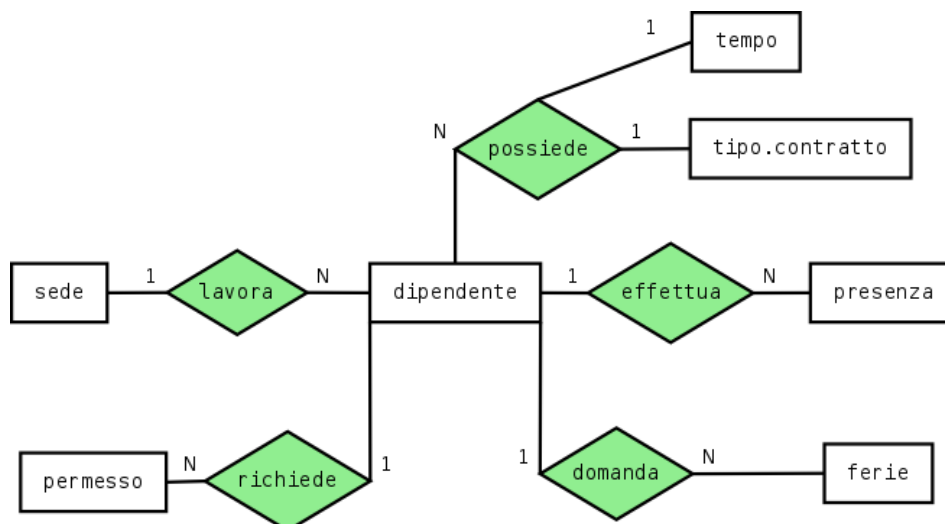 1
tempo
N
possiede
1
tipo.contratto
sede
1
lavora
N
dipendente
1
effettua
N
presenza
permesso
N
richiede
1
1
domanda
N
ferie